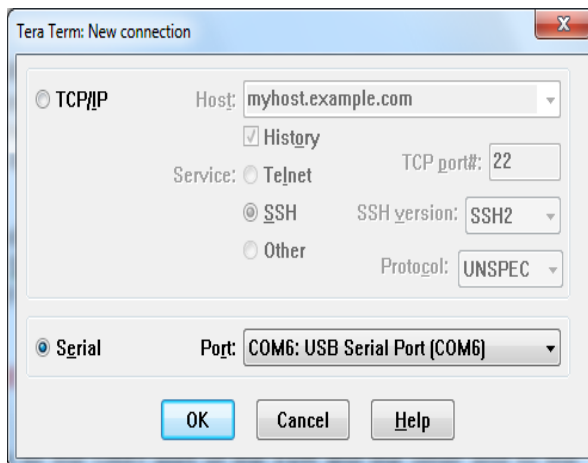 Tera Term: New connection
TCP/IP Host: myhost.example.com
History
Service: Telnet TCP port#: 22
SSH SSH version: SSH2
Other Protocol: UNSPEC
Serial Port: COM6: USB Serial Port (COM6)
OK Cancel Help